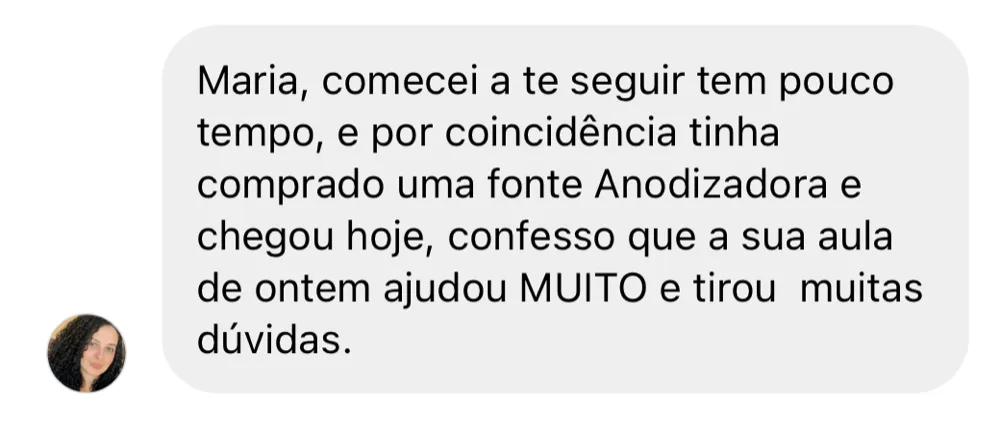 Maria, comecei a te seguir tem pouco
tempo, e por coincidência tinha
comprado uma fonte Anodizadora e
chegou hoje, confesso que a sua aula
de ontem ajudou MUITO e tirou  muitas
dúvidas.